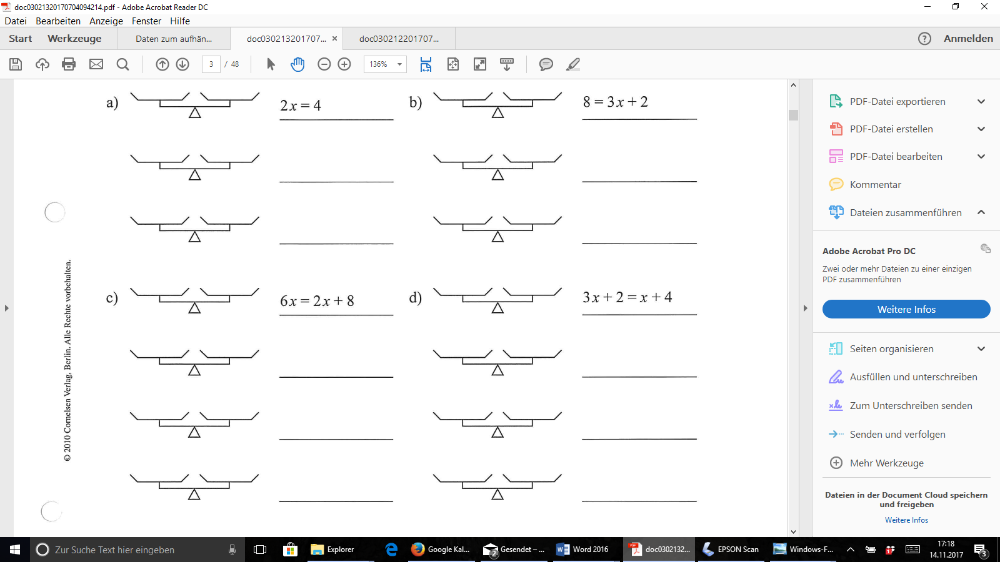 doc03021320170704094214.pdf - Adobe Acrobat Reader DC
Datei Bearbeiten Anzeige Fenster Hilfe
Start Werkzeuge Daten zum aufhän... doc030213201707... × doc030212201707... ? Anmelden
3 / 48 136%
a) 2x = 4 b) 8 = 3x + 2
c) 6x = 2x + 8 d) 3x + 2 = x + 4
© 2010 Cornelsen Verlag, Berlin. Alle Rechte vorbehalten.
PDF-Datei exportieren
PDF-Datei erstellen
PDF-Datei bearbeiten
Kommentar
Dateien zusammenführen
Adobe Acrobat Pro DC
Zwei oder mehr Dateien zu einer einzigen
PDF zusammenführen
Weitere Infos
Seiten organisieren
Ausfüllen und unterschreiben
Zum Unterschreiben senden
Senden und verfolgen
Mehr Werkzeuge
Dateien in der Document Cloud speichern
und freigeben
Weitere Infos
Zur Suche Text hier eingeben Explorer Google Kal... 2 Gesendet – ... Word 2016 doc0302132... EPSON Scan Windows-F... 17:18
14.11.2017 3